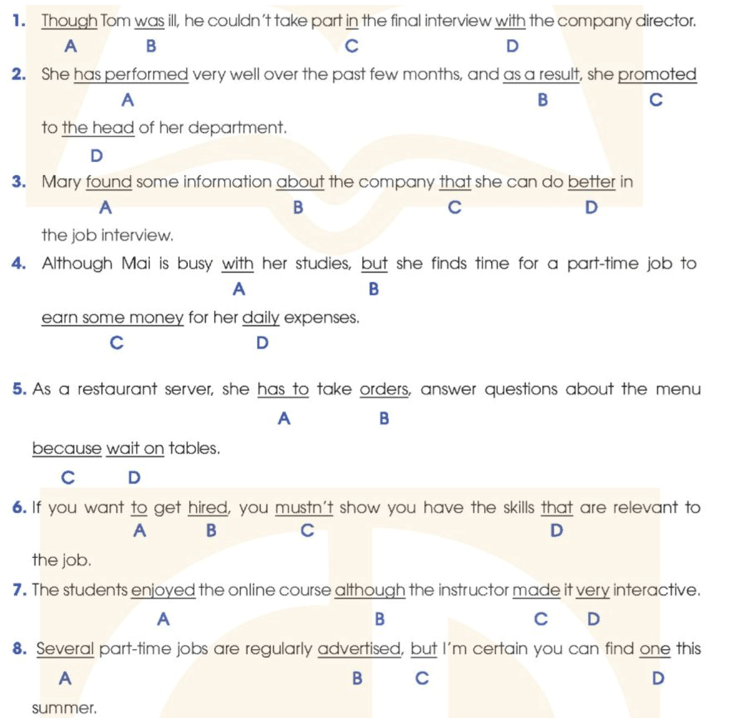 1. Though Tom was ill, he couldn't take part in the final interview with the company director.
A B C D
2. She has performed very well over the past few months, and as a result, she promoted
A B C
to the head of her department.
D
3. Mary found some information about the company that she can do better in
A B C D
the job interview.
4. Although Mai is busy with her studies, but she finds time for a part-time job to
A B
earn some money for her daily expenses.
C D
5. As a restaurant server, she has to take orders, answer questions about the menu
A B
because wait on tables.
C D
6. If you want to get hired, you mustn't show you have the skills that are relevant to
A B C D
the job.
7. The students enjoyed the online course although the instructor made it very interactive.
A B C D
8. Several part-time jobs are regularly advertised, but I'm certain you can find one this
A B C D
summer.